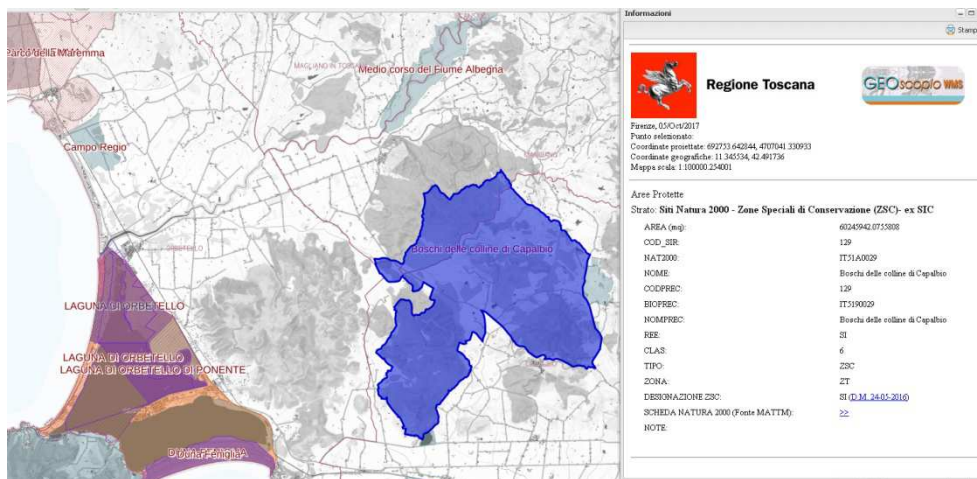 Parco della Maremma
MAGLIANO IN TOSCANA
Medio corso del Fiume Albegna
Campo Regio
ORBETELLO
Boschi delle colline di Capalbio
LAGUNA DI ORBETELLO
LAGUNA DI ORBETELLO
LAGUNA DI ORBETELLO DI PONENTE
Informazioni
Stamp
Regione Toscana
GEOscopio WMS
Firenze, 05/Oct/2017
Punto selezionato:
Coordinate proiettate: 692753.642844, 4707041.330933
Coordinate geografiche: 11.345534, 42.491736
Mappa scala: 1:100000.254001
Aree Protette
Strato: Siti Natura 2000 - Zone Speciali di Conservazione (ZSC)- ex SIC
AREA (mq): 60245942.0755808
COD_SIR: 129
NAT2000: IT51A0029
NOME: Boschi delle colline di Capalbio
CODPREC: 129
BIOPREC: IT5190029
NOMPREC: Boschi delle colline di Capalbio
REE: SI
CLAS: 6
TIPO: ZSC
ZONA: ZT
DESIGNAZIONE ZSC: SI (D.M. 24-05-2016)
SCHEDA NATURA 2000 (Fonte MATTM): >>
NOTE: